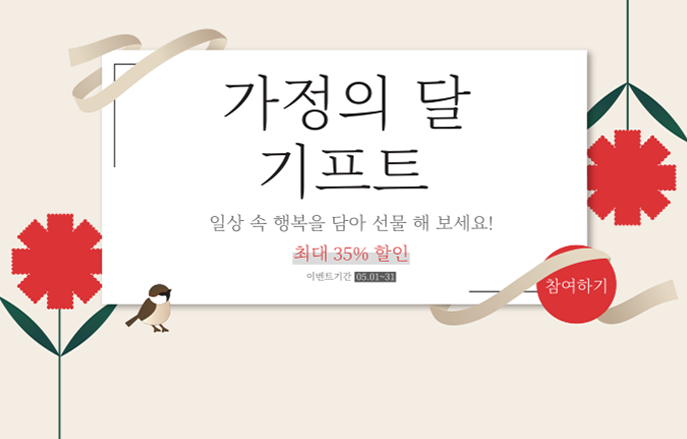 가정의 달
기프트
일상 속 행복을 담아 선물 해 보세요!
최대 35% 할인
이벤트기간 05.01~31
참여하기